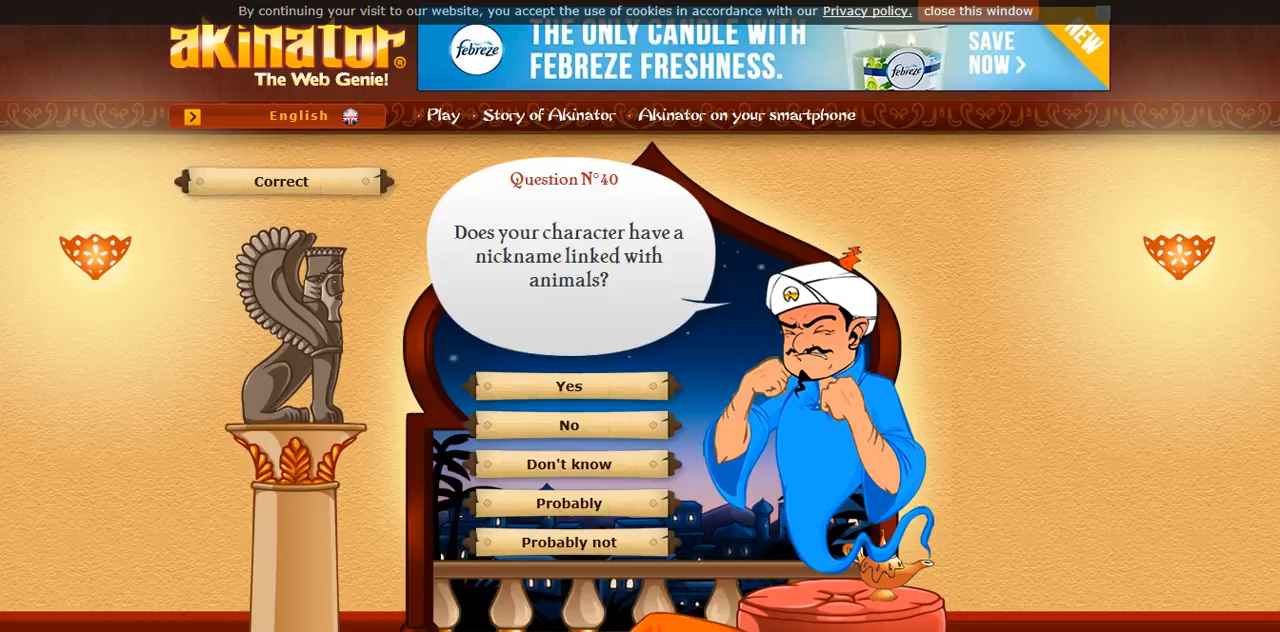 By continuing your visit to our website, you accept the use of cookies in accordance with our Privacy policy. close this window
akinator®
The Web Genie!
febreze
THE ONLY CANDLE WITH
FEBREZE FRESHNESS.
febreze
SAVE
NOW >
NEW
English
Play
Story of Akinator
Akinator on your smartphone
Correct
Question N°40
Does your character have a
nickname linked with
animals?
Yes
No
Don't know
Probably
Probably not